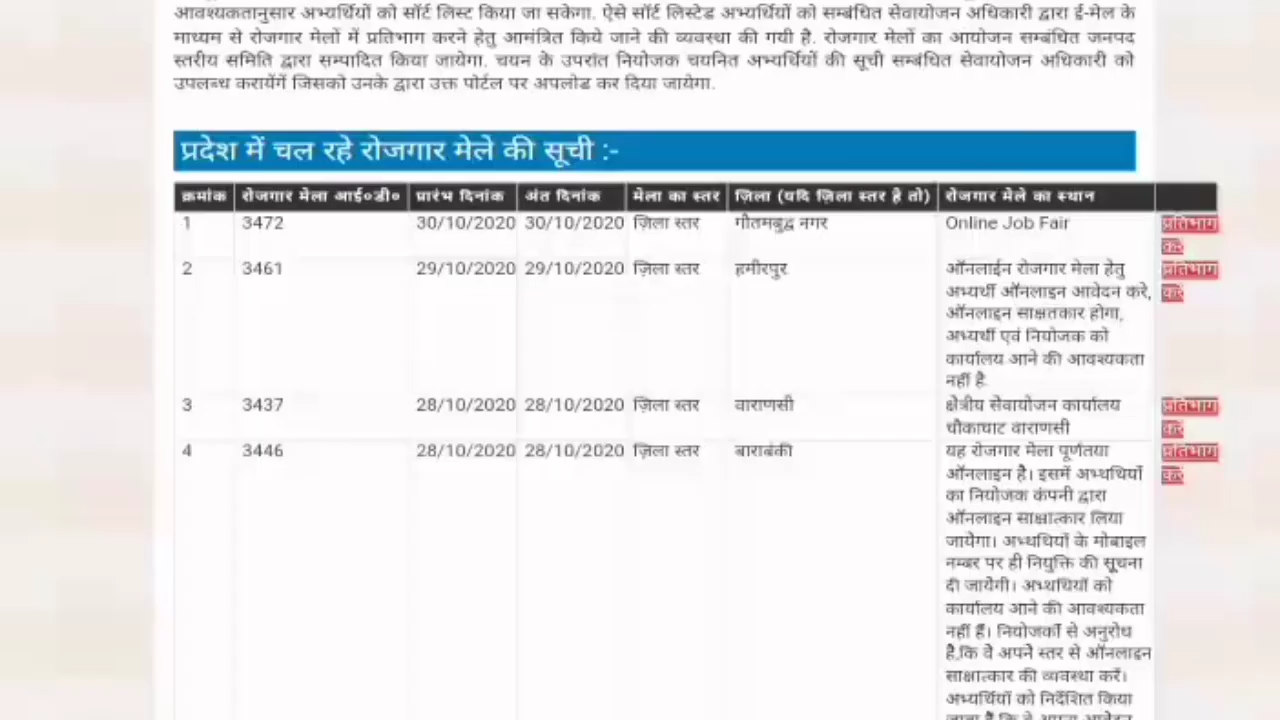 आवश्यकतानुसार अभ्यर्थियों को सॉर्ट लिस्ट किया जा सकेगा. ऐसे सॉर्ट लिस्टेड अभ्यर्थियों को सम्बंधित सेवायोजन अधिकारी द्वारा ई-मेल के
माध्यम से रोजगार मेलों में प्रतिभाग करने हेतु आमंत्रित किये जाने की व्यवस्था की गयी है. रोजगार मेलों का आयोजन सम्बंधित जनपद
स्तरीय समिति द्वारा सम्पादित किया जायेगा. चयन के उपरांत नियोजक चयनित अभ्यर्थियों की सूची सम्बंधित सेवायोजन अधिकारी को
उपलब्ध करायेंगें जिसको उनके द्वारा उक्त पोर्टल पर अपलोड कर दिया जायेगा.
प्रदेश में चल रहे रोजगार मेले की सूची :-
क्रमांक रोजगार मेला आई०डी० प्रारंभ दिनांक अंत दिनांक मेला का स्तर ज़िला (यदि ज़िला स्तर है तो) रोजगार मेले का स्थान
1 3472 30/10/2020 30/10/2020 ज़िला स्तर गौतमबुद्ध नगर Online Job Fair प्रतिभाग
करें
2 3461 29/10/2020 29/10/2020 ज़िला स्तर हमीरपुर ऑनलाईन रोजगार मेला हेतु प्रतिभाग
अभ्यर्थी ऑनलाइन आवेदन करे, करें
ऑनलाइन साक्षतकार होगा,
अभ्यर्थी एवं नियोजक को
कार्यालय आने की आवश्यकता
नहीं है
3 3437 28/10/2020 28/10/2020 ज़िला स्तर वाराणसी क्षेत्रीय सेवायोजन कार्यालय प्रतिभाग
चौकाघाट वाराणसी करें
4 3446 28/10/2020 28/10/2020 ज़िला स्तर बाराबंकी यह रोजगार मेला पूर्णतया प्रतिभाग
ऑनलाइन है। इसमें अभ्थथियों करें
का नियोजक कंपनी द्वारा
ऑनलाइन साक्षात्कार लिया
जायेगा। अभ्थथियों के मोबाइल
नम्बर पर ही नियुक्ति की सूचना
दी जायेगी। अभ्थथियों को
कार्यालय आने की आवश्यकता
नहीं हैं। नियोजकों से अनुरोध
है,कि वे अपने स्तर से ऑनलाइन
साक्षात्कार की व्यवस्था करें।
अभ्यर्थियों को निर्देशित किया